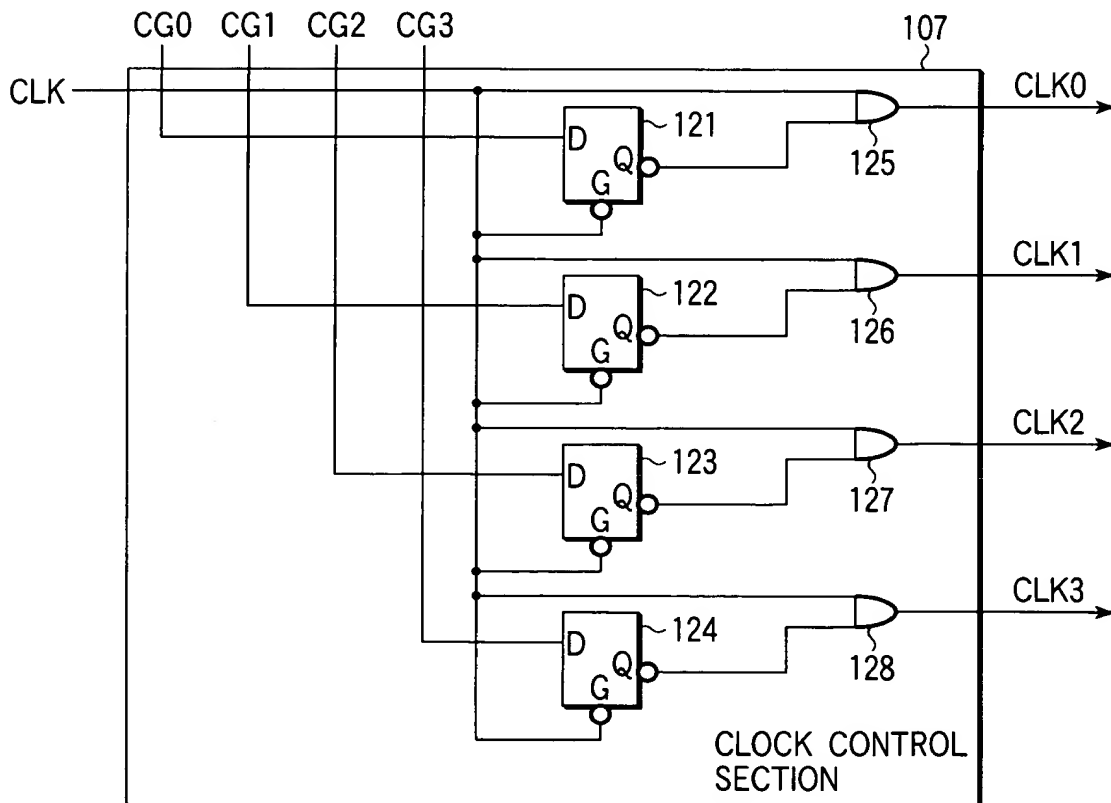 CG0 CG1 CG2 CG3
107
CLK
CLK0
D
Q
G
121
125
CLK1
D
Q
G
122
126
CLK2
D
Q
G
123
127
CLK3
D
Q
G
124
128
CLOCK CONTROL
SECTION